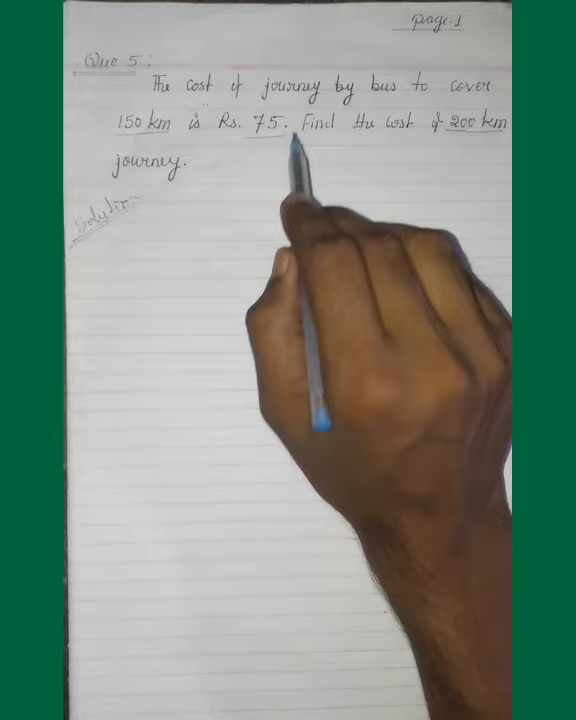 Page-1
Que 5:
The cost of journey by bus to cover
150 km is Rs. 75. Find the cost of 200 km
journey.
Solution